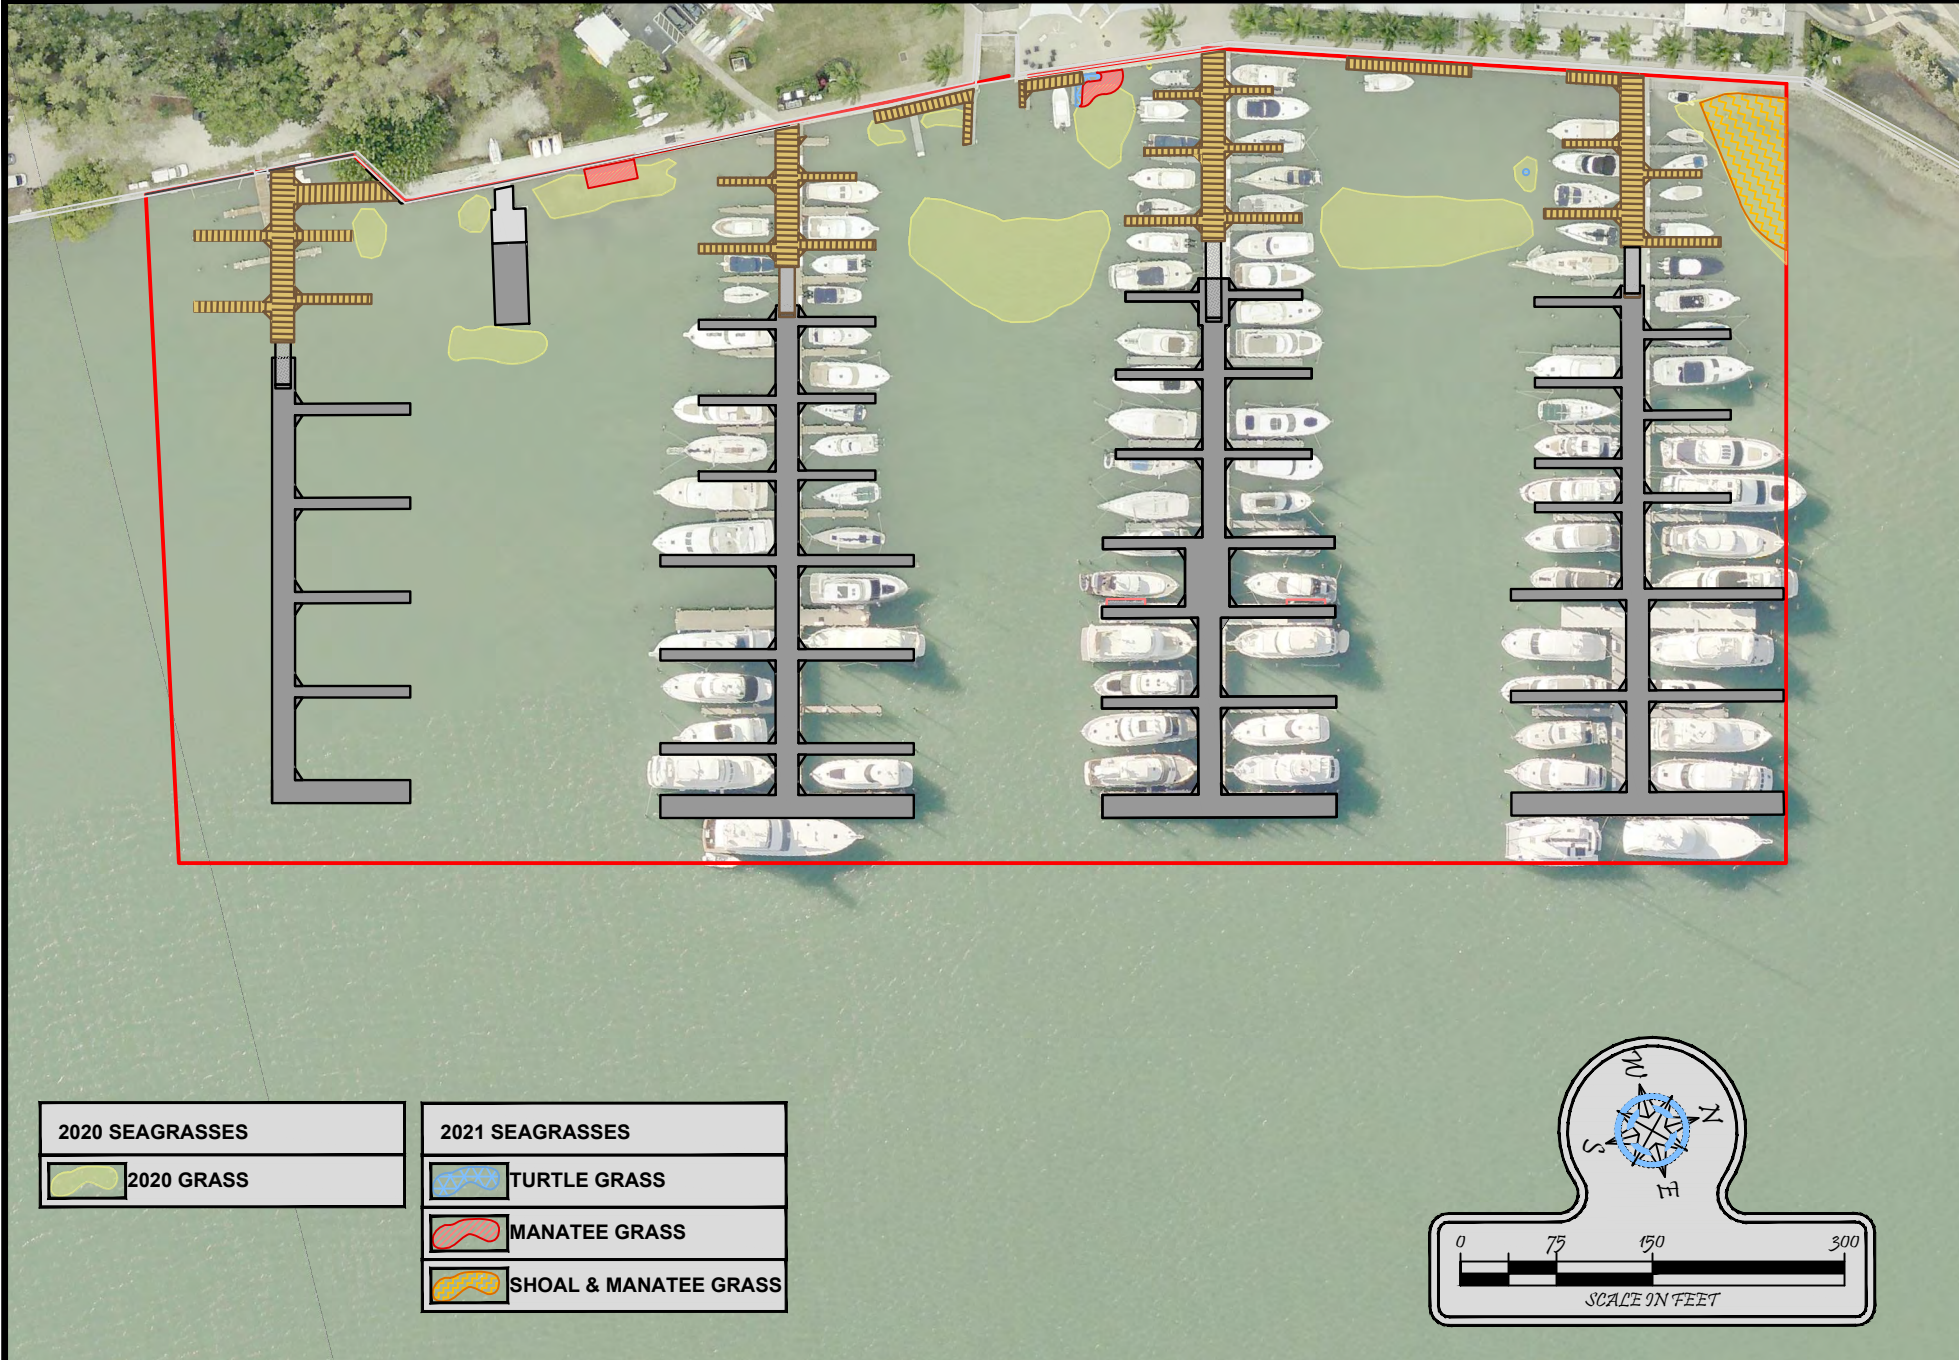 2020 SEAGRASSES
2020 GRASS
2021 SEAGRASSES
TURTLE GRASS
MANATEE GRASS
SHOAL & MANATEE GRASS
W
N
S
E
0 75 150 300
SCALE IN FEET